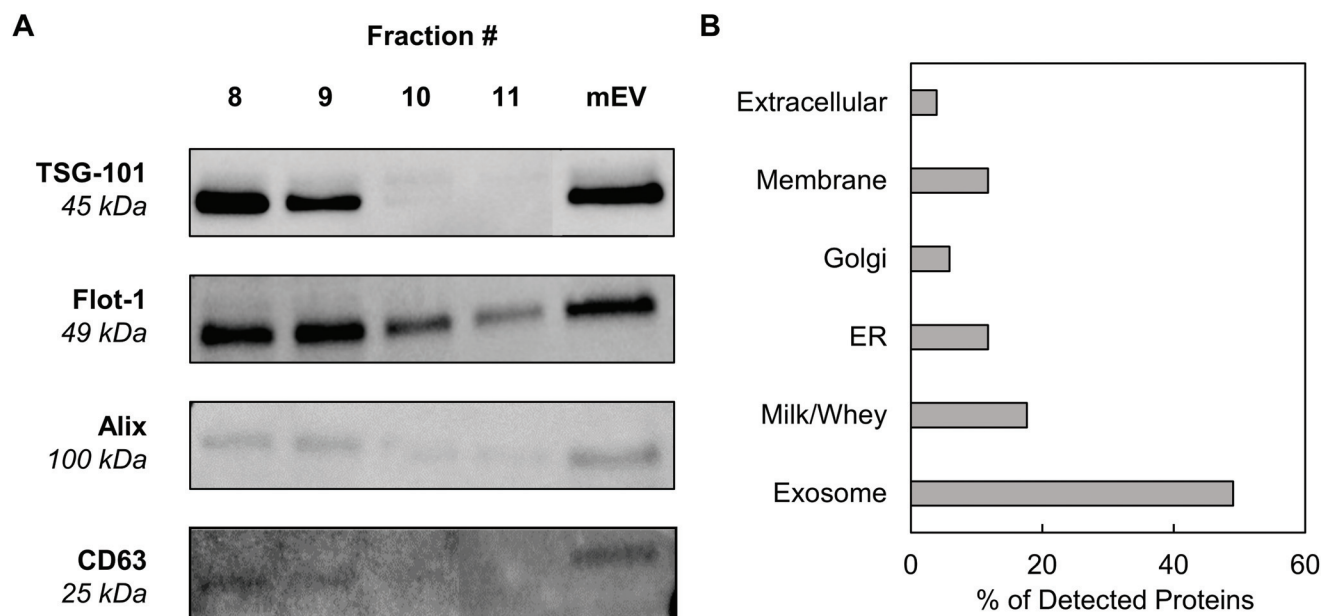 A
Fraction #
8 9 10 11 mEV
TSG-101
45 kDa
Flot-1
49 kDa
Alix
100 kDa
CD63
25 kDa
B
Extracellular
Membrane
Golgi
ER
Milk/Whey
Exosome
0 20 40 60
% of Detected Proteins